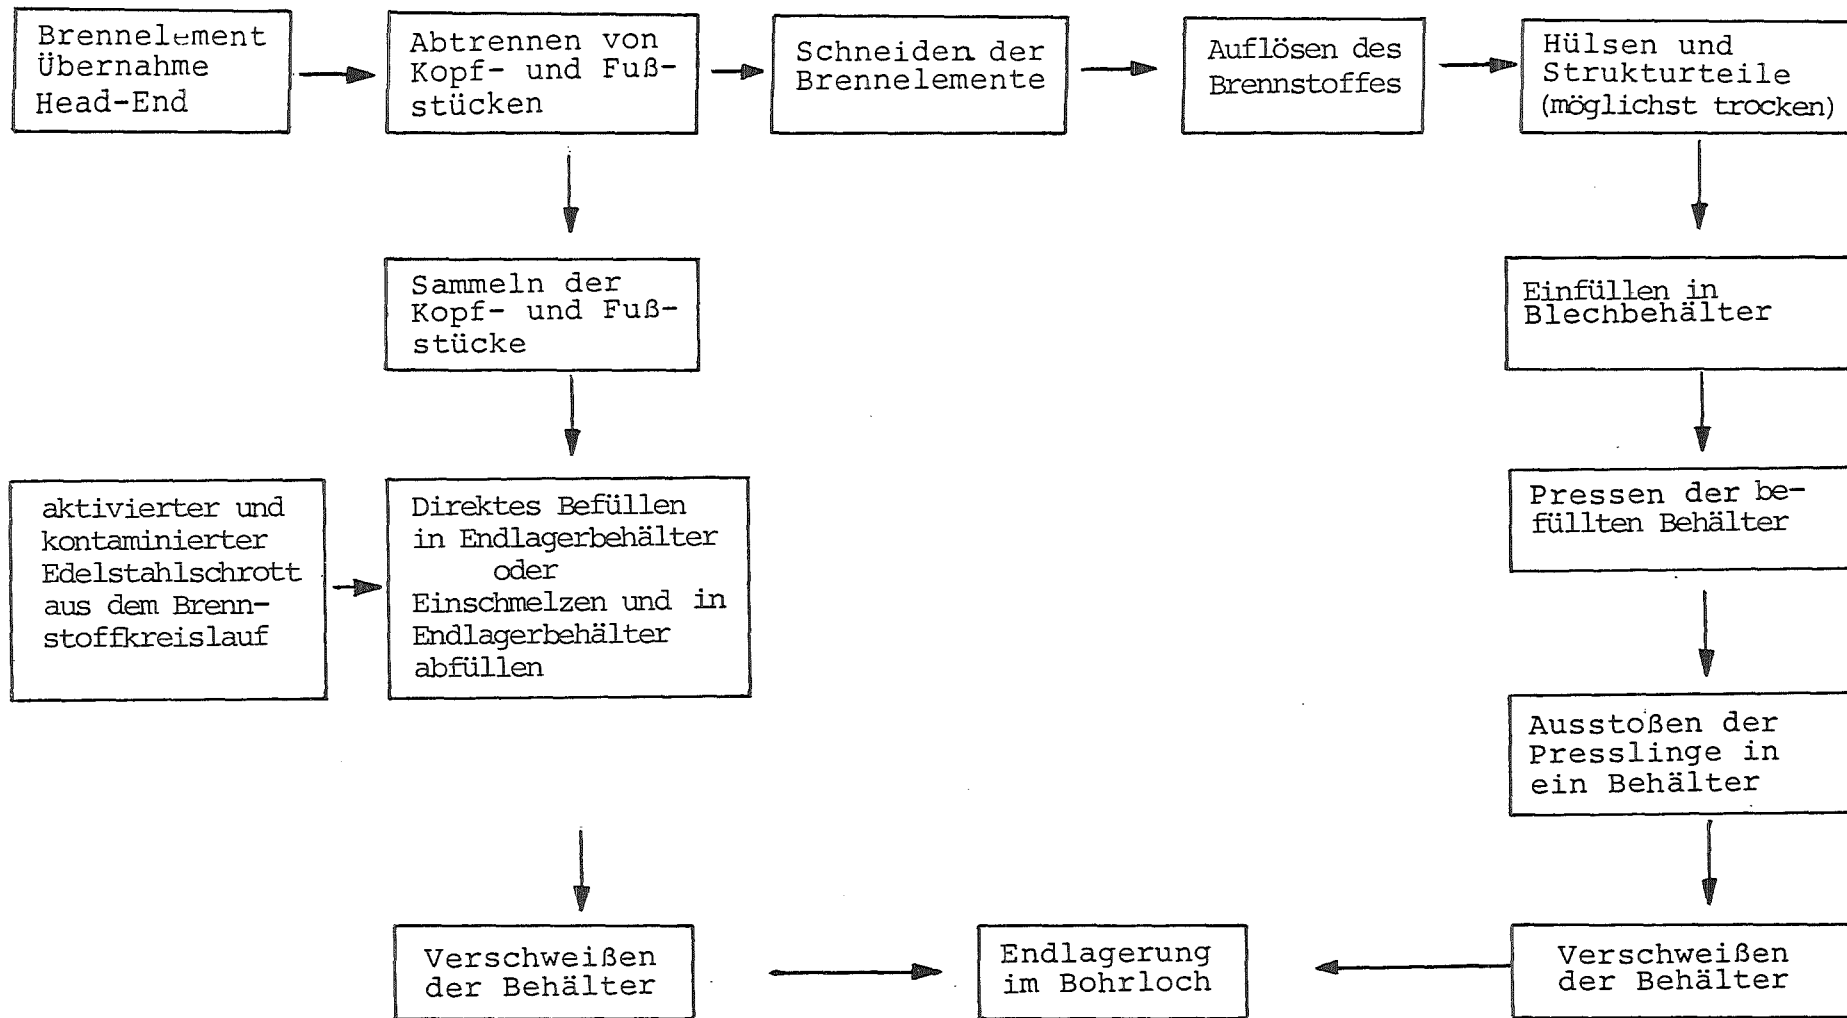 Brennelement
Übernahme
Head-End
Abtrennen von
Kopf- und Fuß-
stücken
Schneiden der
Brennelemente
Auflösen des
Brennstoffes
Hülsen und
Strukturteile
(möglichst trocken)
Sammeln der
Kopf- und Fuß-
stücke
Einfüllen in
Blechbehälter
aktivierter und
kontaminierter
Edelstahlschrott
aus dem Brenn-
stoffkreislauf
Direktes Befüllen
in Endlagerbehälter
oder
Einschmelzen und in
Endlagerbehälter
abfüllen
Pressen der be-
füllten Behälter
Ausstoßen der
Presslinge in
ein Behälter
Verschweißen
der Behälter
Endlagerung
im Bohrloch
Verschweißen
der Behälter